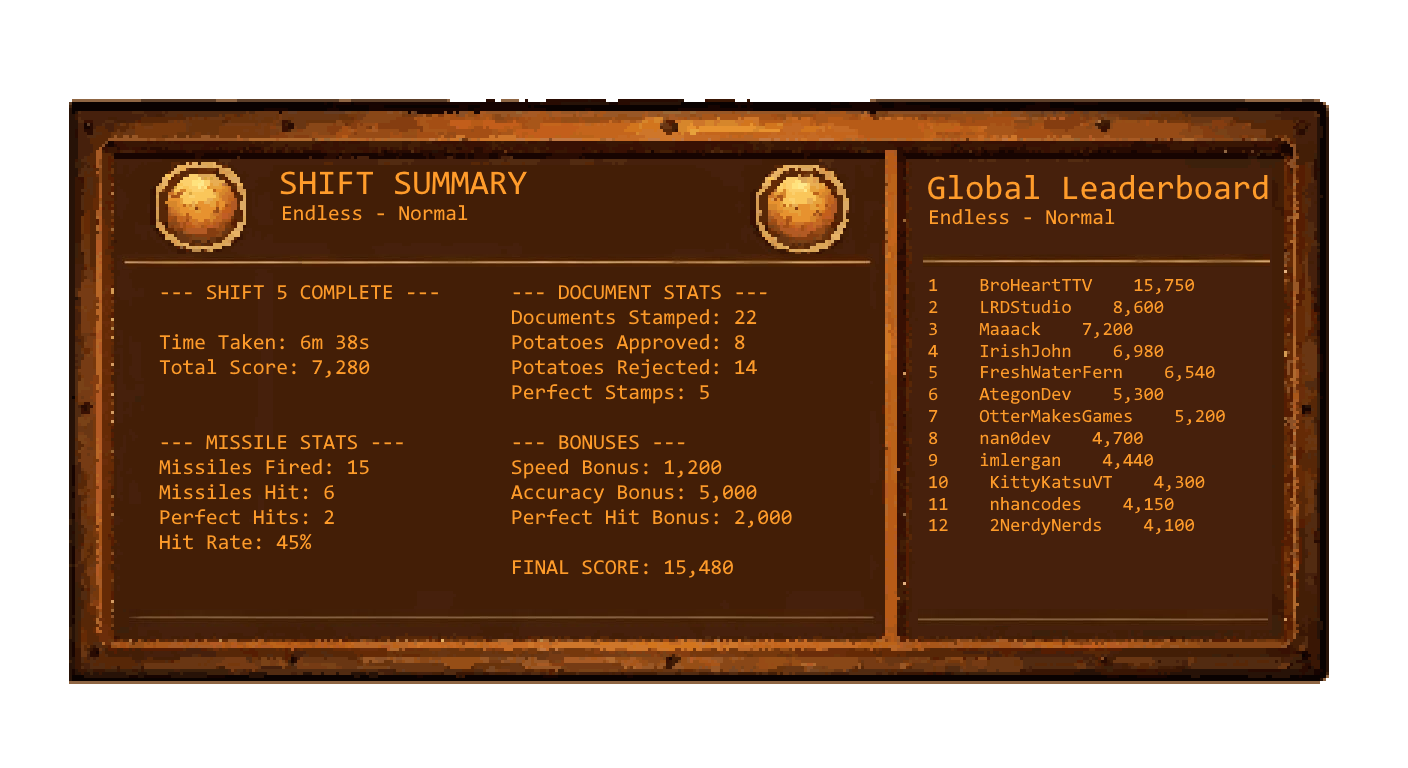 SHIFT SUMMARY
Endless - Normal
--- SHIFT 5 COMPLETE ---
Time Taken: 6m 38s
Total Score: 7,280
--- MISSILE STATS ---
Missiles Fired: 15
Missiles Hit: 6
Perfect Hits: 2
Hit Rate: 45%
--- DOCUMENT STATS ---
Documents Stamped: 22
Potatoes Approved: 8
Potatoes Rejected: 14
Perfect Stamps: 5
--- BONUSES ---
Speed Bonus: 1,200
Accuracy Bonus: 5,000
Perfect Hit Bonus: 2,000
FINAL SCORE: 15,480
Global Leaderboard
Endless - Normal
1 BroHeartTTV 15,750
2 LRDStudio 8,600
3 Maaack 7,200
4 IrishJohn 6,980
5 FreshWaterFern 6,540
6 AtegonDev 5,300
7 OtterMakesGames 5,200
8 nan0dev 4,700
9 imlergan 4,440
10 KittyKatsuVT 4,300
11 nhancodes 4,150
12 2NerdyNerds 4,100